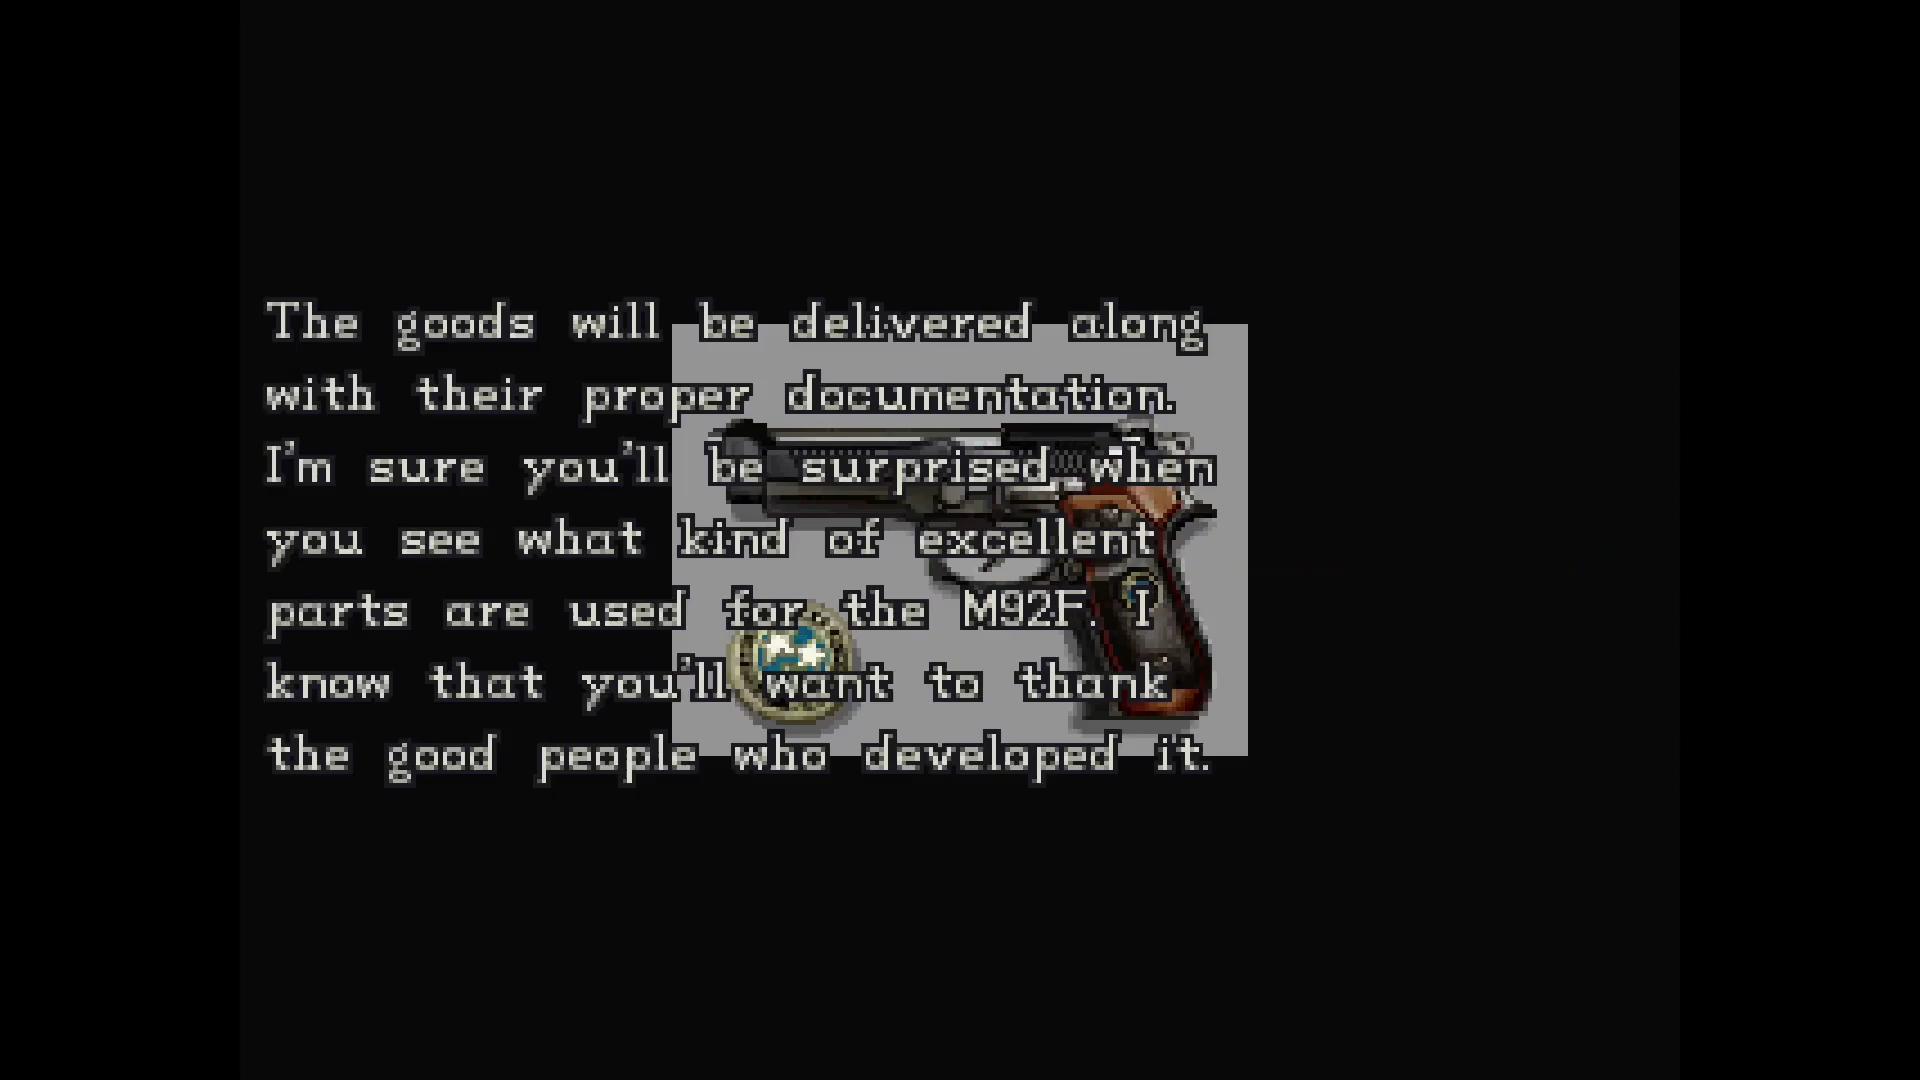 The goods will be delivered along
with their proper documentation.
I'm sure you'll be surprised when
you see what kind of excellent
parts are used for the M92F. I
know that you'll want to thank
the good people who developed it.